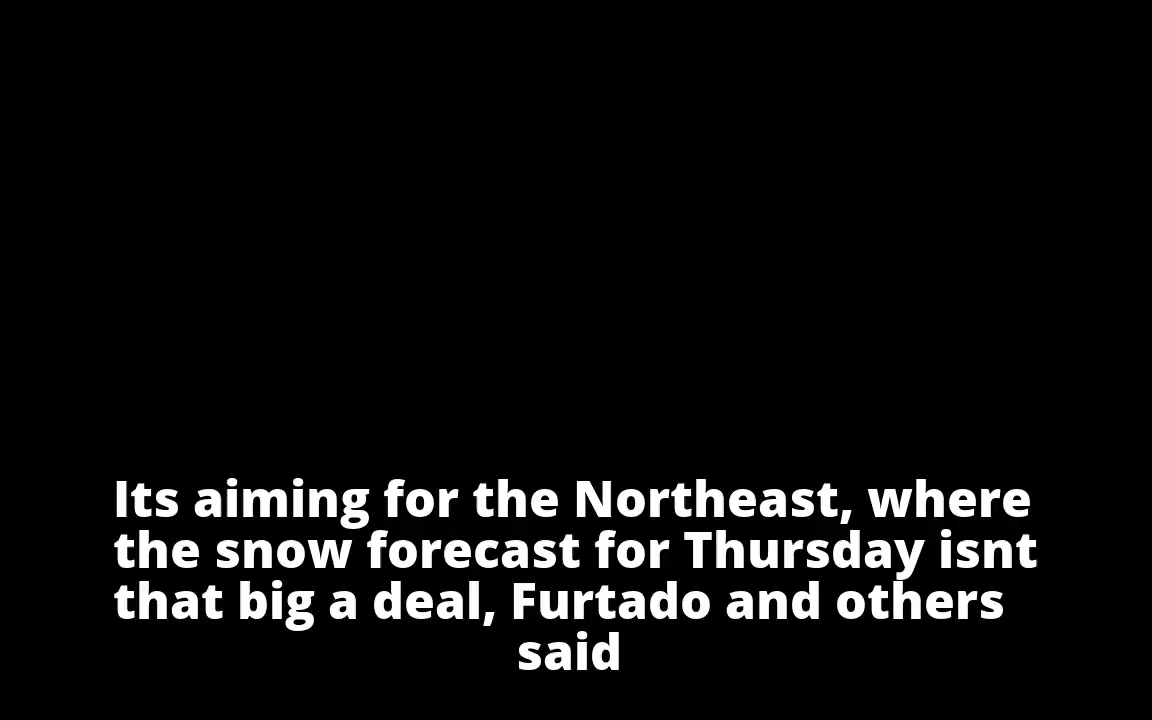 Its aiming for the Northeast, where
the snow forecast for Thursday isnt
that big a deal, Furtado and others
said